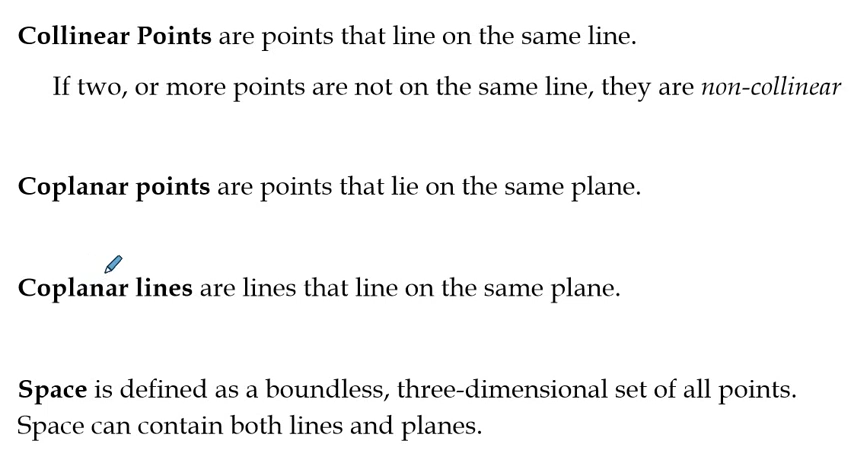 Collinear Points are points that line on the same line.
If two, or more points are not on the same line, they are non-collinear
Coplanar points are points that lie on the same plane.
Coplanar lines are lines that line on the same plane.
Space is defined as a boundless, three-dimensional set of all points.
Space can contain both lines and planes.